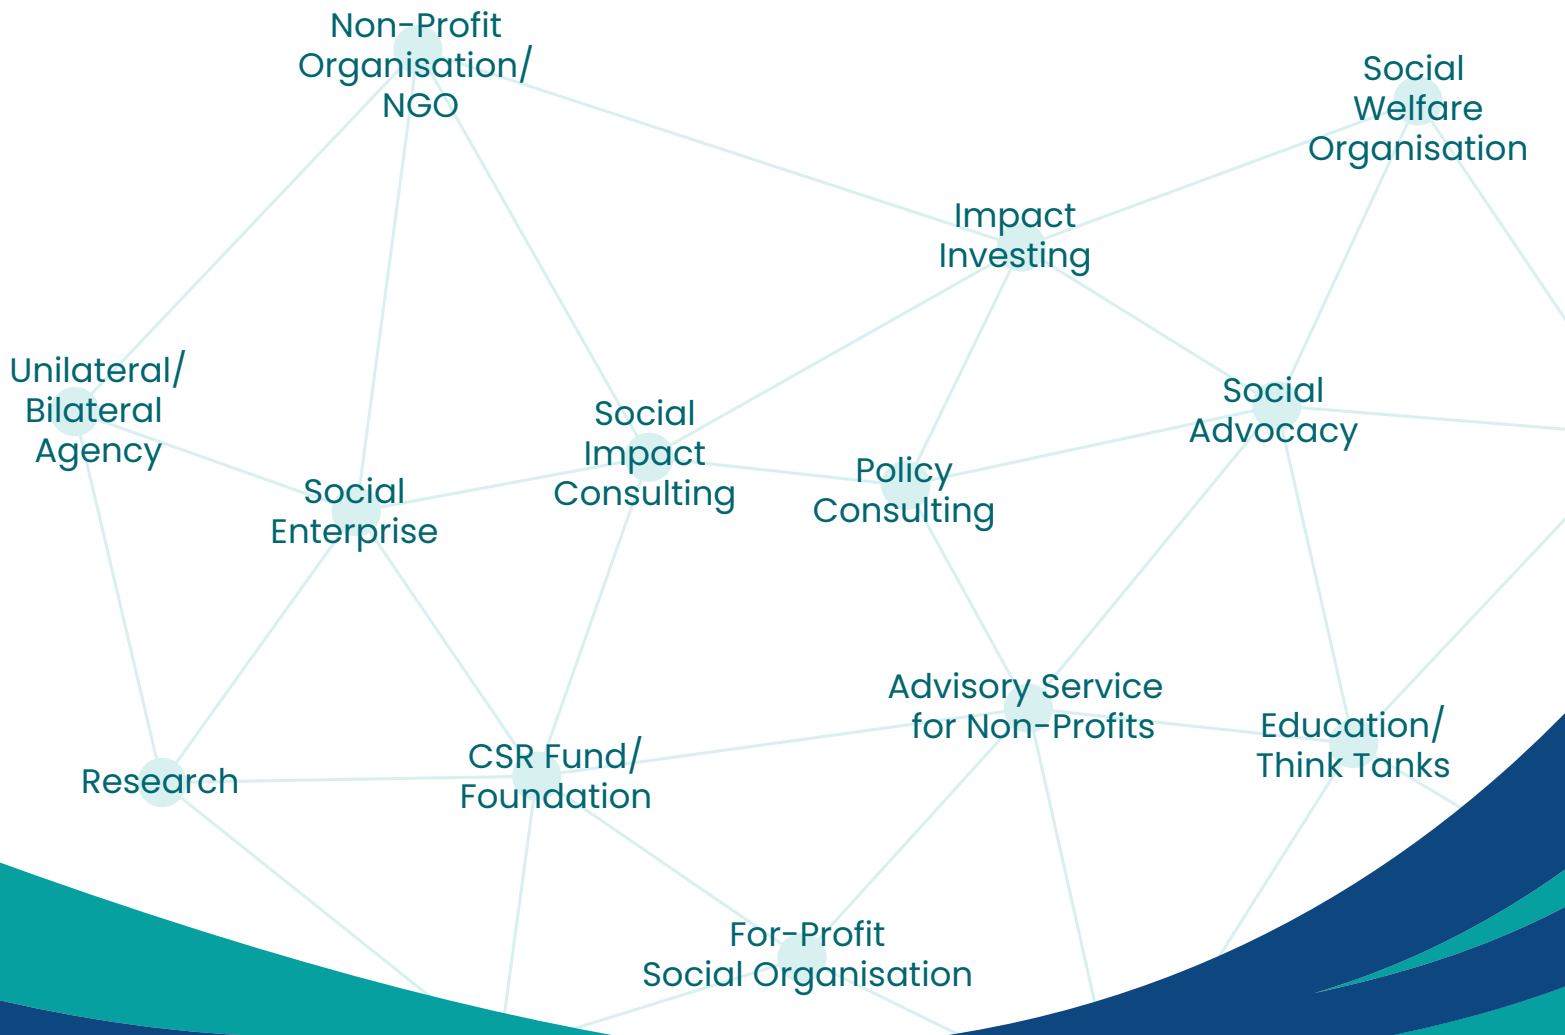 Non-Profit
Organisation/
NGO
Social
Welfare
Organisation
Impact
Investing
Unilateral/
Bilateral
Agency
Social
Impact
Consulting
Social
Advocacy
Policy
Consulting
Social
Enterprise
Advisory Service
for Non-Profits
Education/
Think Tanks
CSR Fund/
Foundation
Research
For-Profit
Social Organisation